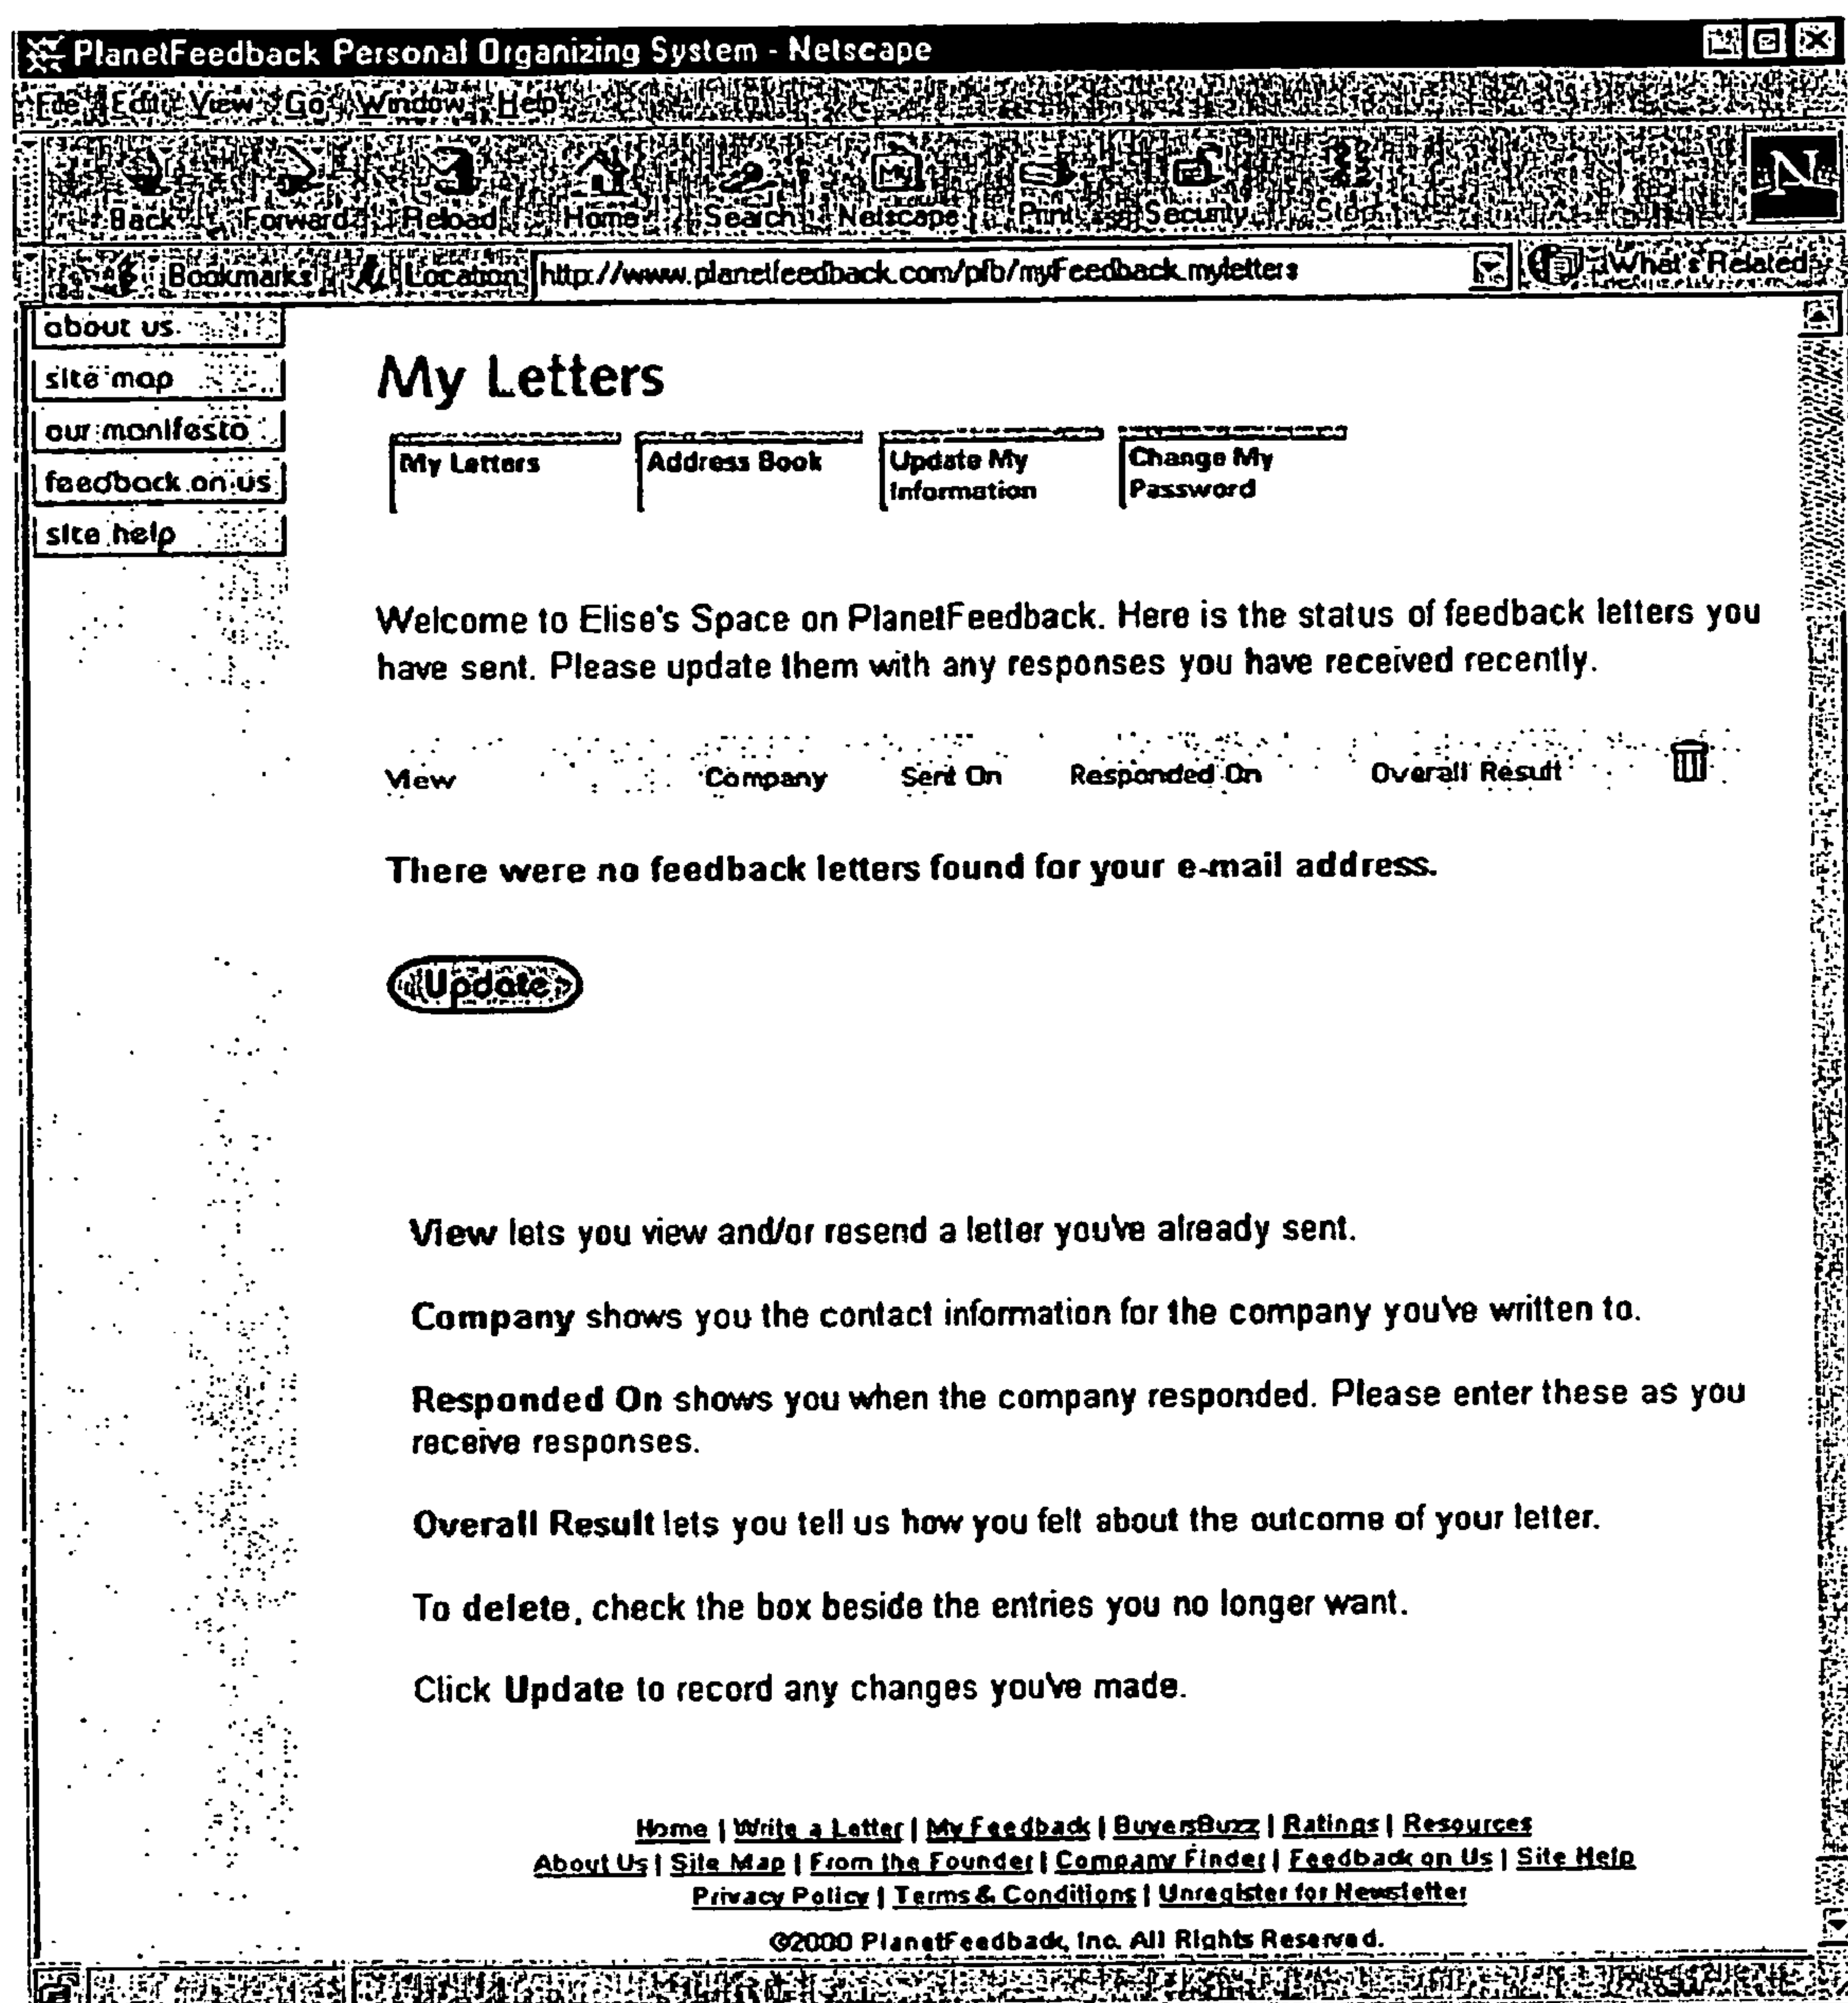 PlanetFeedback Personal Organizing System - Netscape
File Edit View Go Window Help
Back Forward Reload Home Search Netscape Print Security Stop
Bookmarks Location http://www.planetfeedback.com/pfb/myFeedback.myletters What's Related
about us
site map
our manifesto
feedback on us
site help
My Letters
My Letters Address Book Update My Information Change My Password
Welcome to Elise's Space on PlanetFeedback. Here is the status of feedback letters you
have sent. Please update them with any responses you have received recently.
View Company Sent On Responded On Overall Result
There were no feedback letters found for your e-mail address.
Update
View lets you view and/or resend a letter you've already sent.
Company shows you the contact information for the company you've written to.
Responded On shows you when the company responded. Please enter these as you
receive responses.
Overall Result lets you tell us how you felt about the outcome of your letter.
To delete, check the box beside the entries you no longer want.
Click Update to record any changes you've made.
Home | Write a Letter | My Feedback | BuyersBuzz | Ratings | Resources
About Us | Site Map | From the Founder | Company Finder | Feedback on Us | Site Help
Privacy Policy | Terms & Conditions | Unregister for Newsletter
©2000 PlanetFeedback, Inc. All Rights Reserved.